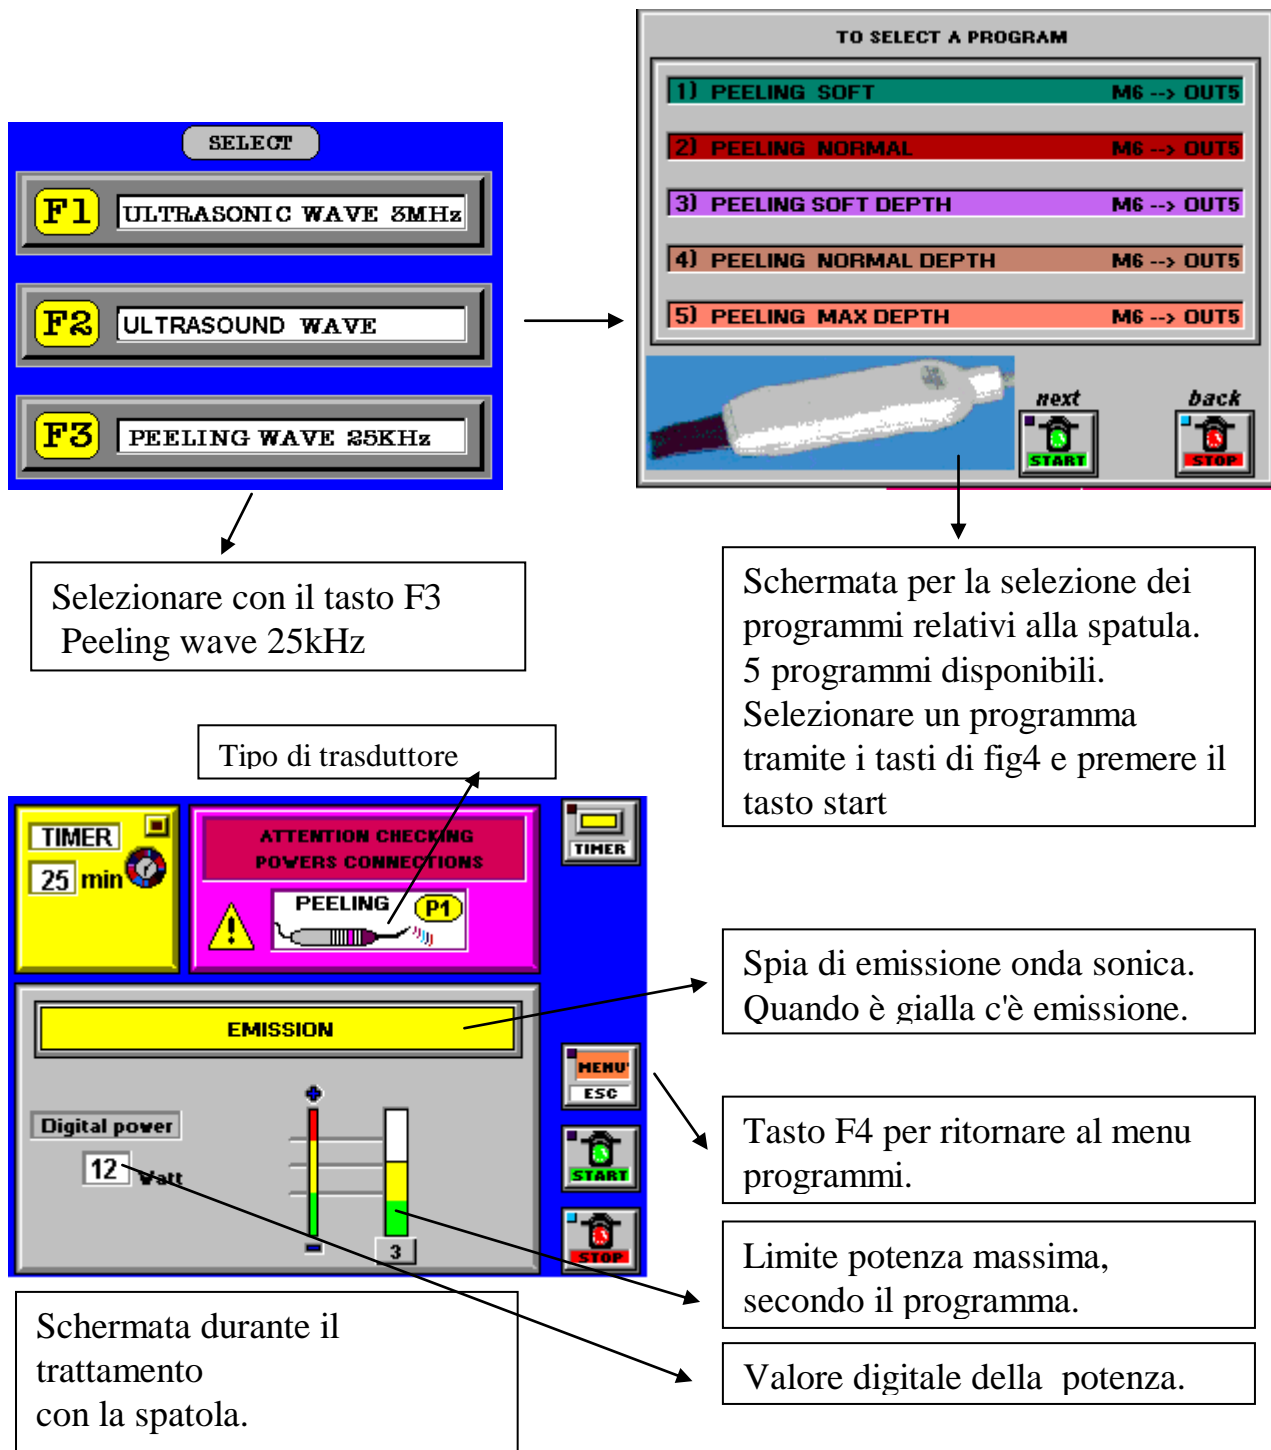 SELECT
F1 ULTRASONIC WAVE 3MHz
F2 ULTRASOUND WAVE
F3 PEELING WAVE 25KHz
TO SELECT A PROGRAM
1) PEELING SOFT M6 --> OUT5
2) PEELING NORMAL M6 --> OUT5
3) PEELING SOFT DEPTH M6 --> OUT5
4) PEELING NORMAL DEPTH M6 --> OUT5
5) PEELING MAX DEPTH M6 --> OUT5
next back
START STOP
Selezionare con il tasto F3
Peeling wave 25kHz
Schermata per la selezione dei
programmi relativi alla spatula.
5 programmi disponibili.
Selezionare un programma
tramite i tasti di fig4 e premere il
tasto start
Tipo di trasduttore
TIMER
25 min
ATTENTION CHECKING
POWERS CONNECTIONS
PEELING P1
TIMER
EMISSION
Digital power
12 Watt
3
MENU'
ESC
START
STOP
Spia di emissione onda sonica.
Quando è gialla c'è emissione.
Tasto F4 per ritornare al menu
programmi.
Limite potenza massima,
secondo il programma.
Valore digitale della potenza.
Schermata durante il
trattamento
con la spatola.